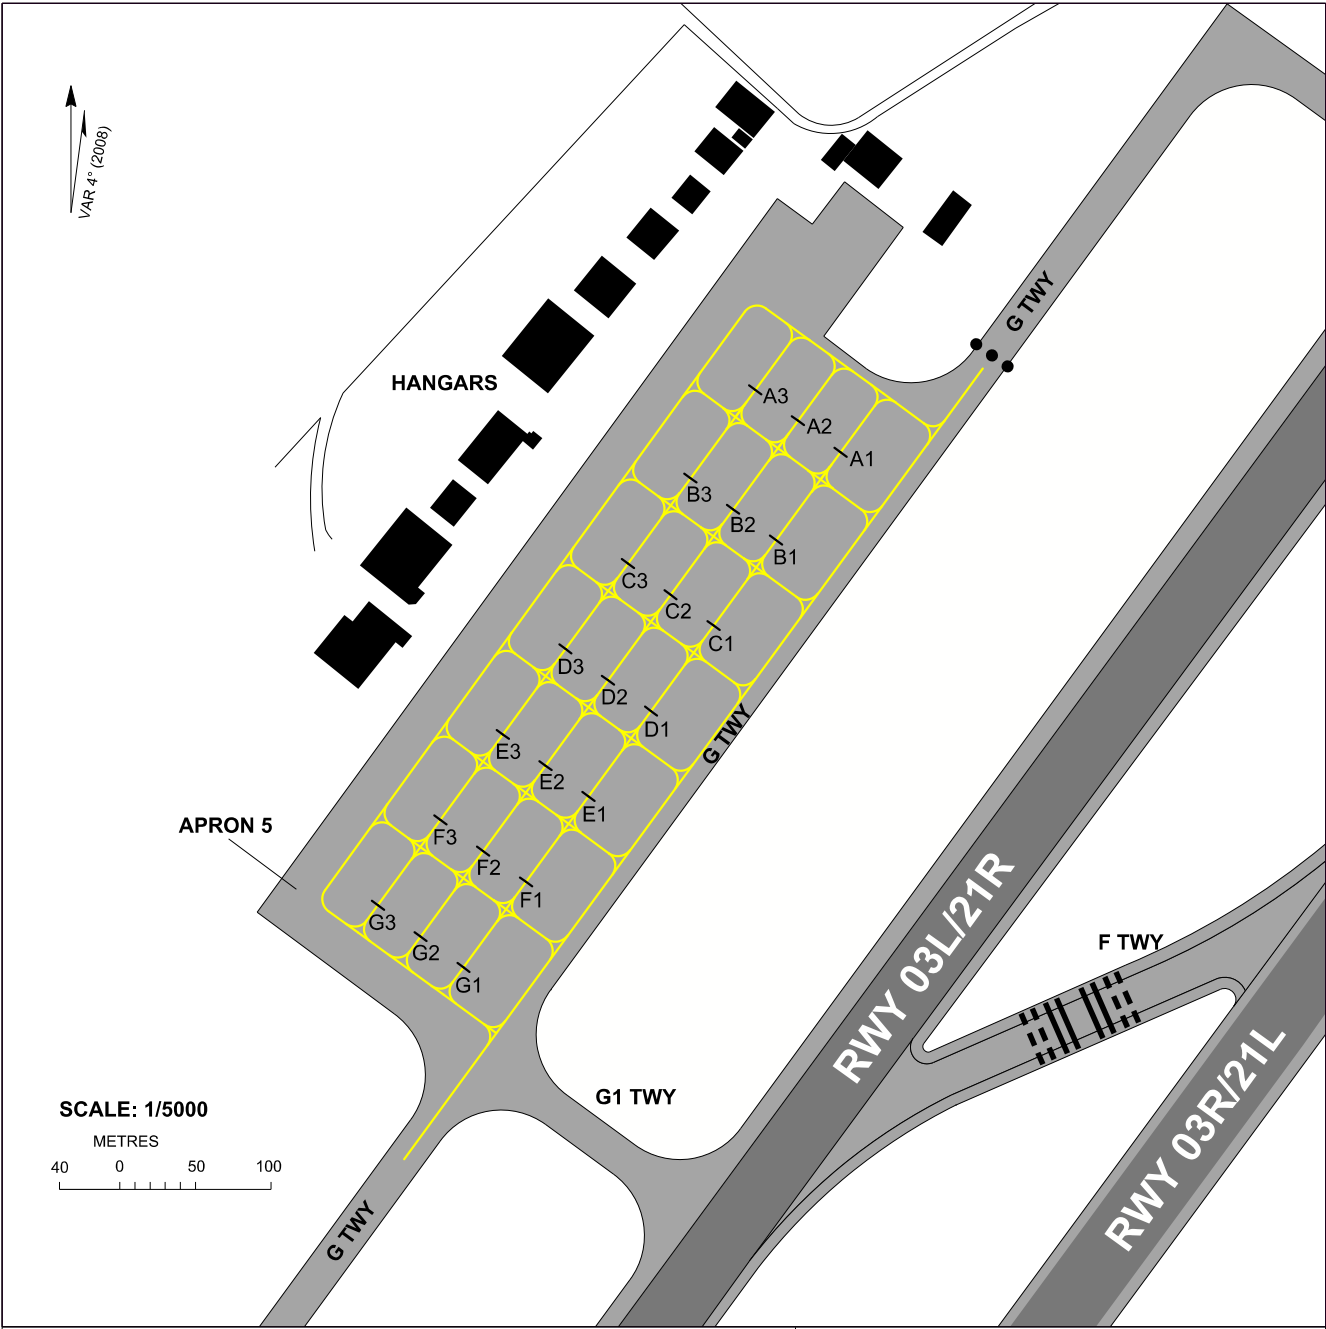 VAR 4° (2008)
G TWY
HANGARS
A3
A2
A1
B3
B2
B1
C3
C2
C1
D3
D2
D1
G TWY
E3
E2
E1
APRON 5
F3
F2
F1
G3
G2
G1
RWY 03L/21R
F TWY
RWY 03R/21L
G1 TWY
SCALE: 1/5000
METRES
40 0 50 100
G TWY